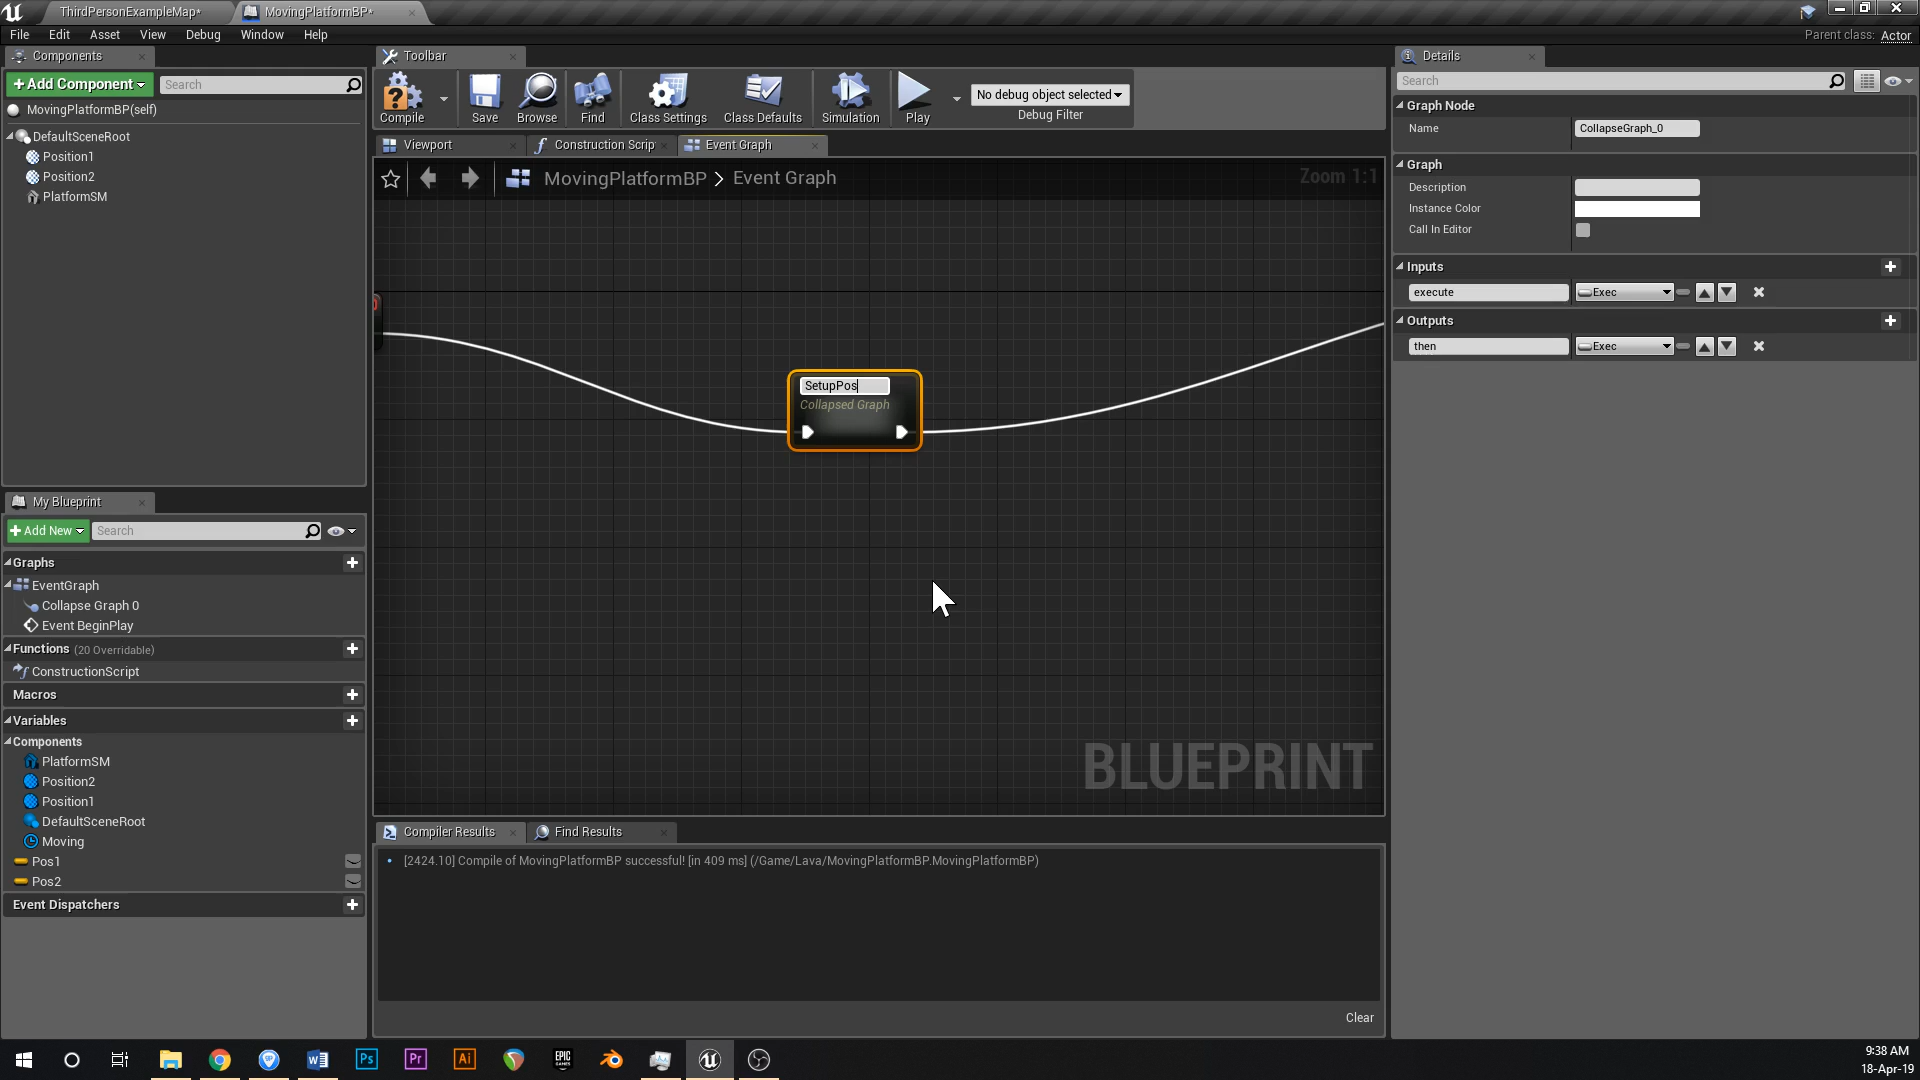 ThirdPersonExampleMap*
MovingPlatformBP*
File Edit Asset View Debug Window Help
Parent class: Actor
Components
+Add Component
Search
MovingPlatformBP(self)
DefaultSceneRoot
Position1
Position2
PlatformSM
Toolbar
Compile
Save
Browse
Find
Class Settings
Class Defaults
Simulation
Play
No debug object selected
Debug Filter
Viewport
Construction Scrip
Event Graph
MovingPlatformBP > Event Graph
Zoom 1:1
SetupPos
Collapsed Graph
BLUEPRINT
My Blueprint
+Add New
Search
Graphs
EventGraph
Collapse Graph 0
Event BeginPlay
Functions (20 Overridable)
ConstructionScript
Macros
Variables
Components
PlatformSM
Position2
Position1
DefaultSceneRoot
Moving
Pos1
Pos2
Event Dispatchers
Compiler Results
Find Results
[2424.10] Compile of MovingPlatformBP successful! [in 409 ms] (/Game/Lava/MovingPlatformBP.MovingPlatformBP)
Clear
Details
Search
Graph Node
Name CollapseGraph_0
Graph
Description
Instance Color
Call In Editor
Inputs
execute Exec
Outputs
then Exec
Ps
Pr
Ai
EPIC
GAMES
9:38 AM
18-Apr-19